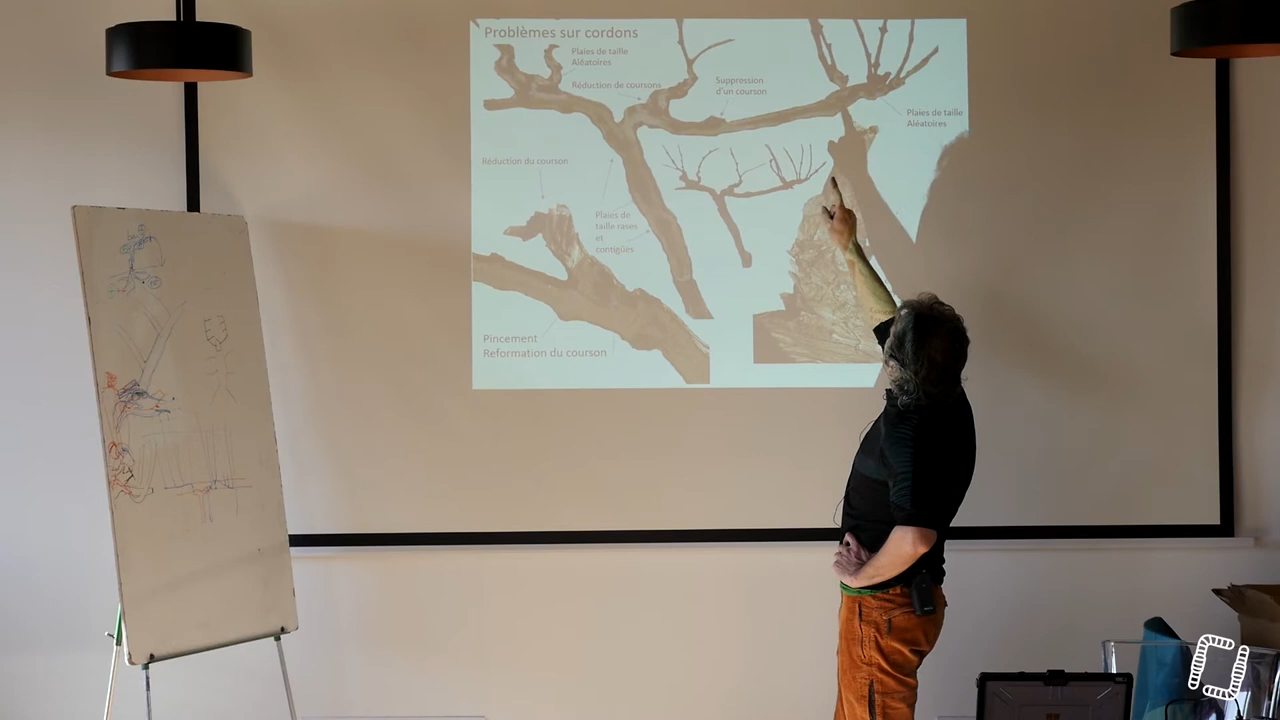 Problèmes sur cordons
Plaies de taille
Aléatoires
Réduction de coursons
Suppression
d'un courson
Plaies de taille
Aléatoires
Réduction du courson
Plaies de
taille rases
et
contigües
Pincement
Reformation du courson